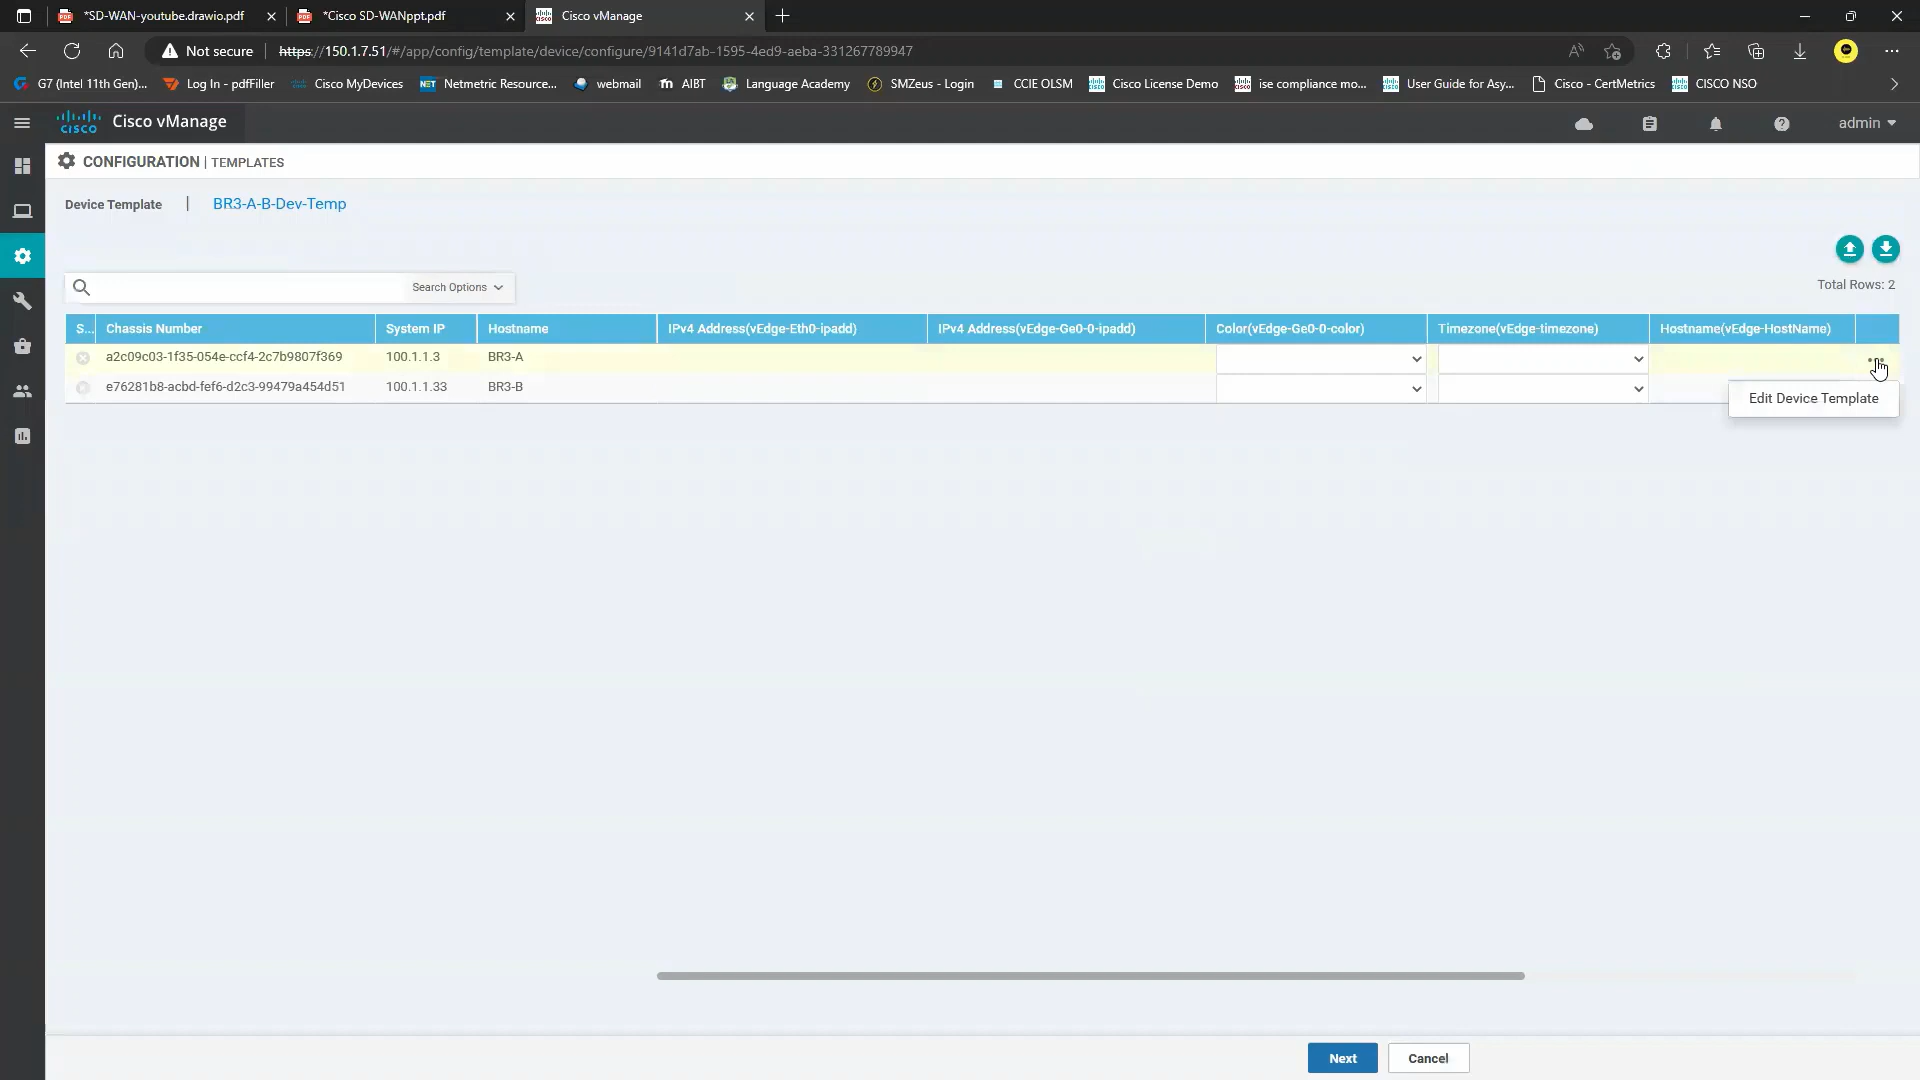 *SD-WAN-youtube.drawio.pdf
*Cisco SD-WANppt.pdf
Cisco vManage
Not secure
https://150.1.7.51/#/app/config/template/device/configure/9141d7ab-1595-4ed9-aeba-331267789947
G7 (Intel 11th Gen)...
Log In - pdfFiller
Cisco MyDevices
NET
Netmetric Resource...
webmail
AIBT
Language Academy
SMZeus - Login
CCIE OLSM
Cisco License Demo
ise compliance mo...
User Guide for Asy...
Cisco - CertMetrics
CISCO NSO
CISCO
Cisco vManage
admin
CONFIGURATION | TEMPLATES
Device Template | BR3-A-B-Dev-Temp
Search Options
Total Rows: 2
S... Chassis Number System IP Hostname IPv4 Address(vEdge-Eth0-ipadd) IPv4 Address(vEdge-Ge0-0-ipadd) Color(vEdge-Ge0-0-color) Timezone(vEdge-timezone) Hostname(vEdge-HostName)
a2c09c03-1f35-054e-ccf4-2c7b9807f369 100.1.1.3 BR3-A
e76281b8-acbd-fef6-d2c3-99479a454d51 100.1.1.33 BR3-B
Edit Device Template
Next
Cancel